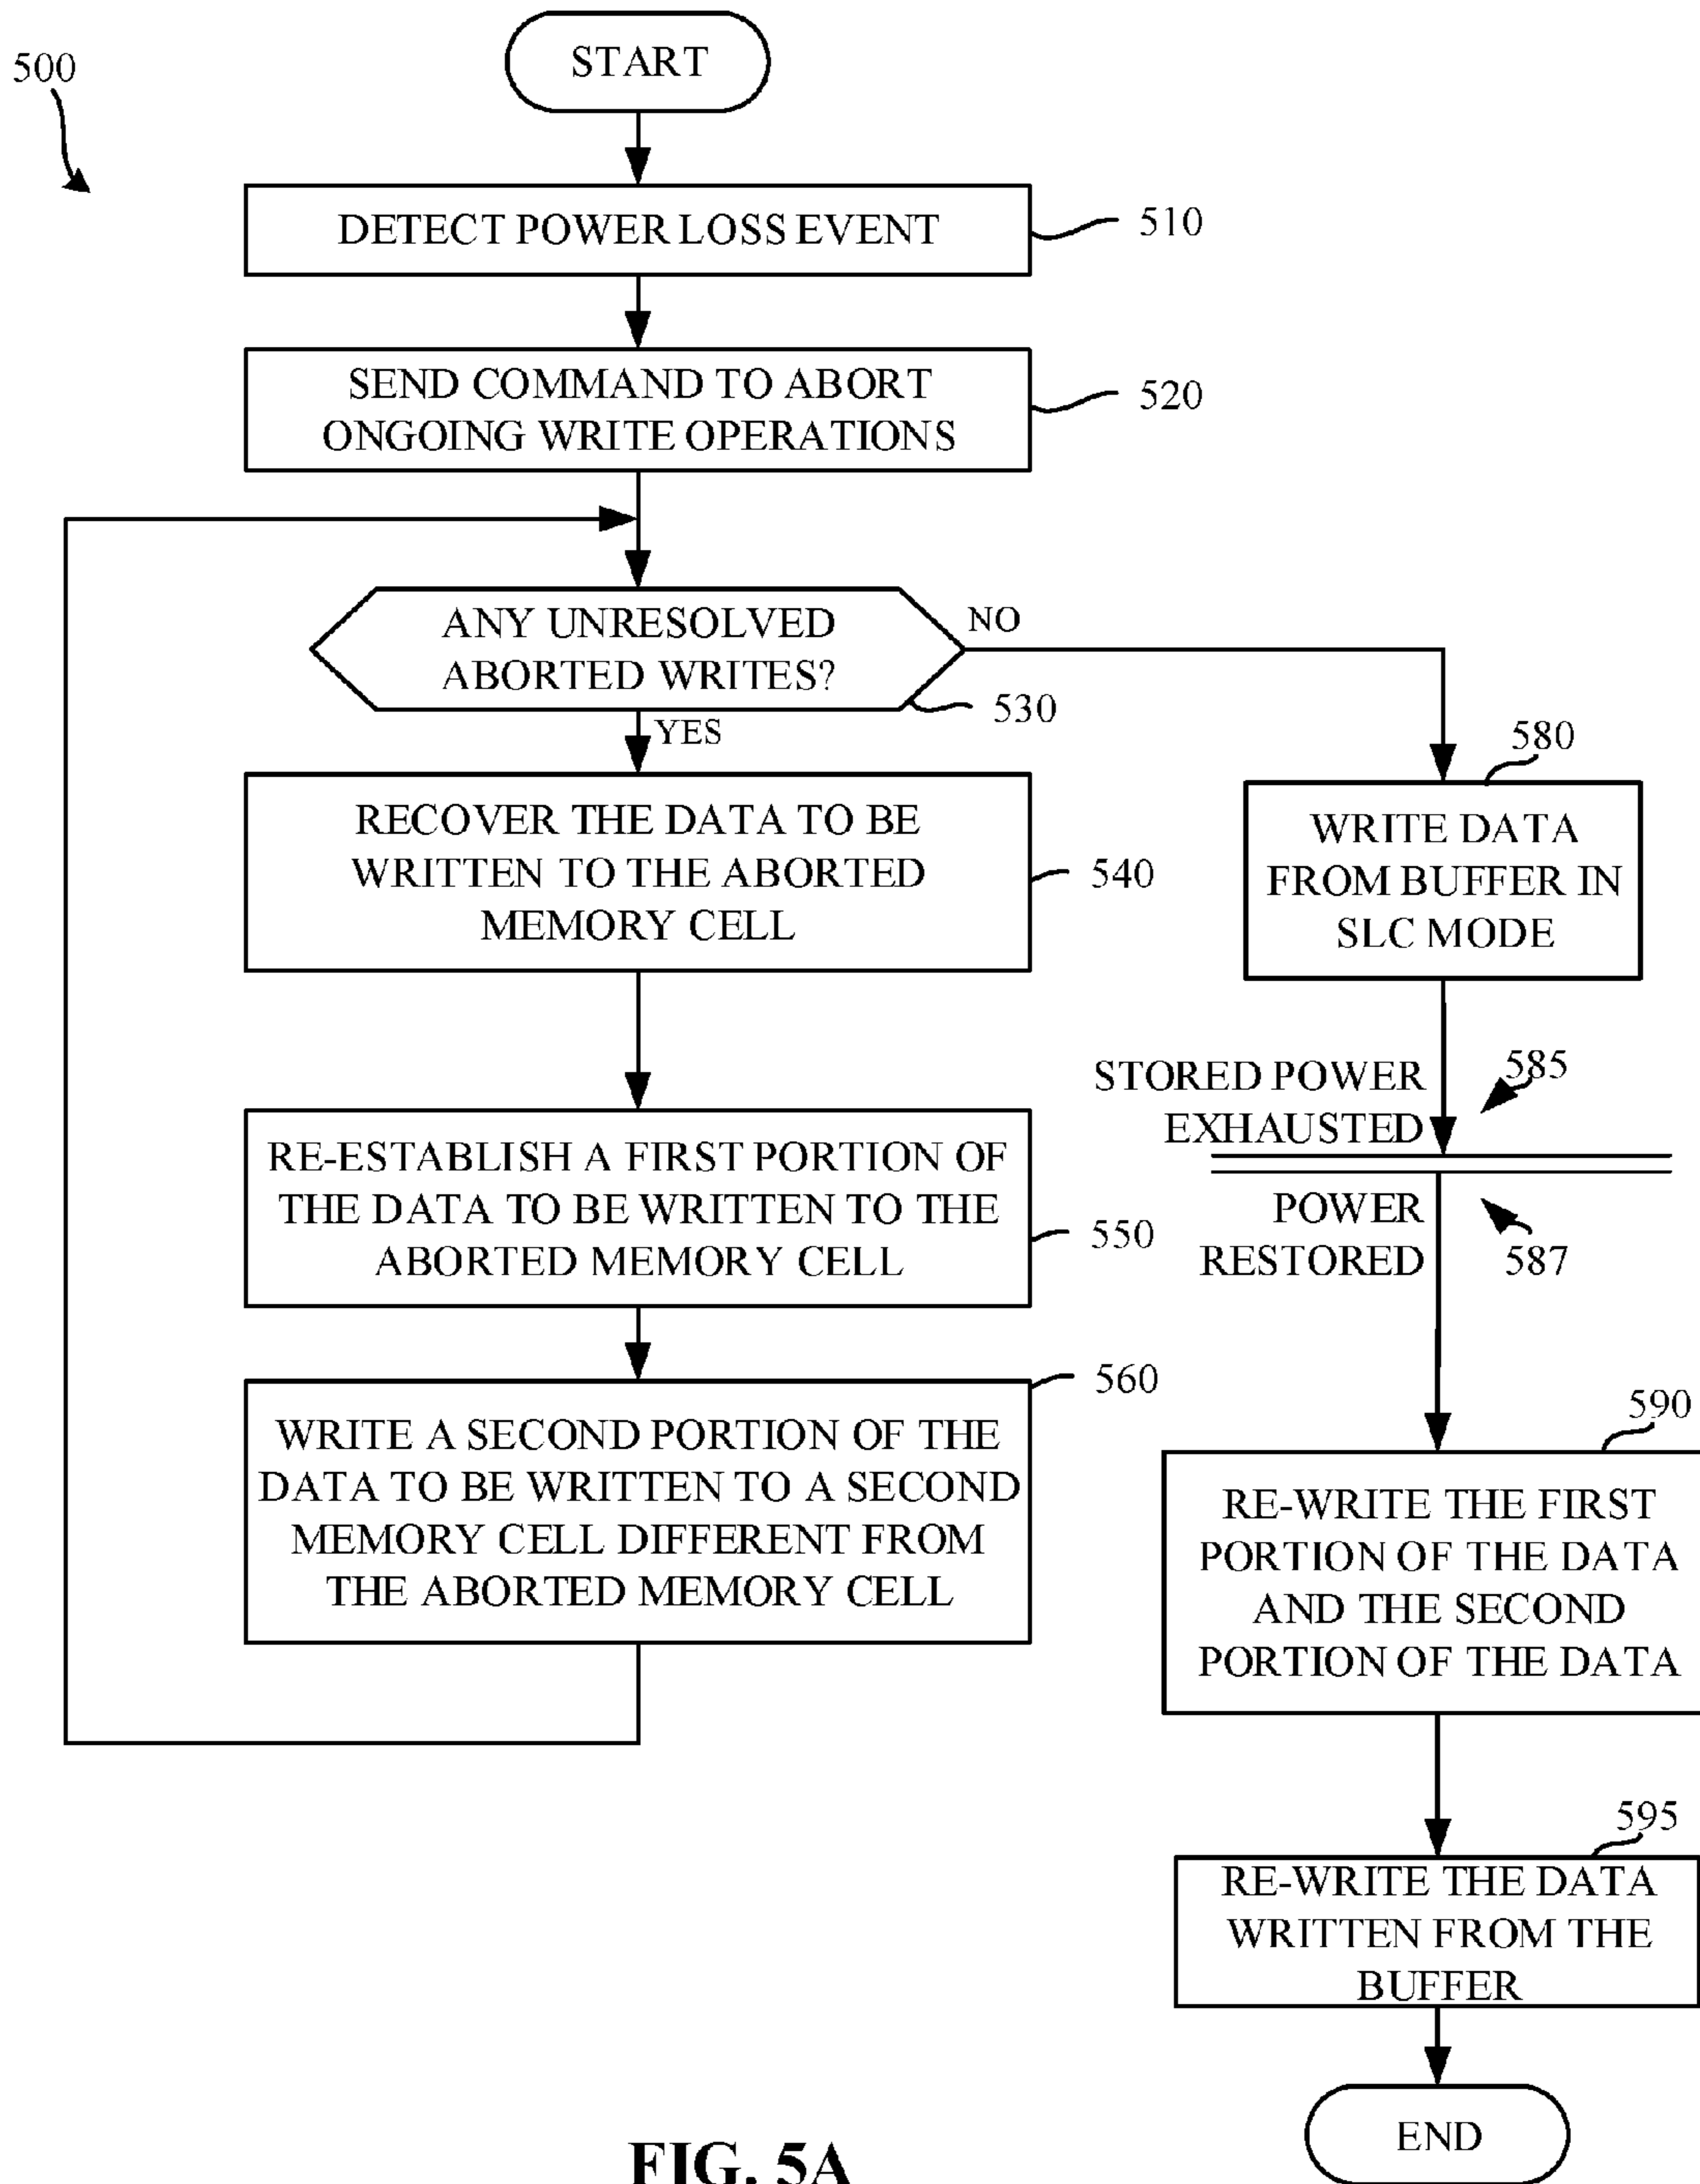 500
START
DETECT POWER LOSS EVENT
510
SEND COMMAND TO ABORT
ONGOING WRITE OPERATIONS
520
ANY UNRESOLVED
ABORTED WRITES?
530
NO
YES
RECOVER THE DATA TO BE
WRITTEN TO THE ABORTED
MEMORY CELL
540
RE-ESTABLISH A FIRST PORTION OF
THE DATA TO BE WRITTEN TO THE
ABORTED MEMORY CELL
550
WRITE A SECOND PORTION OF THE
DATA TO BE WRITTEN TO A SECOND
MEMORY CELL DIFFERENT FROM
THE ABORTED MEMORY CELL
560
580
WRITE DATA
FROM BUFFER IN
SLC MODE
STORED POWER
EXHAUSTED
585
POWER
RESTORED
587
590
RE-WRITE THE FIRST
PORTION OF THE DATA
AND THE SECOND
PORTION OF THE DATA
595
RE-WRITE THE DATA
WRITTEN FROM THE
BUFFER
END
FIG. 5A